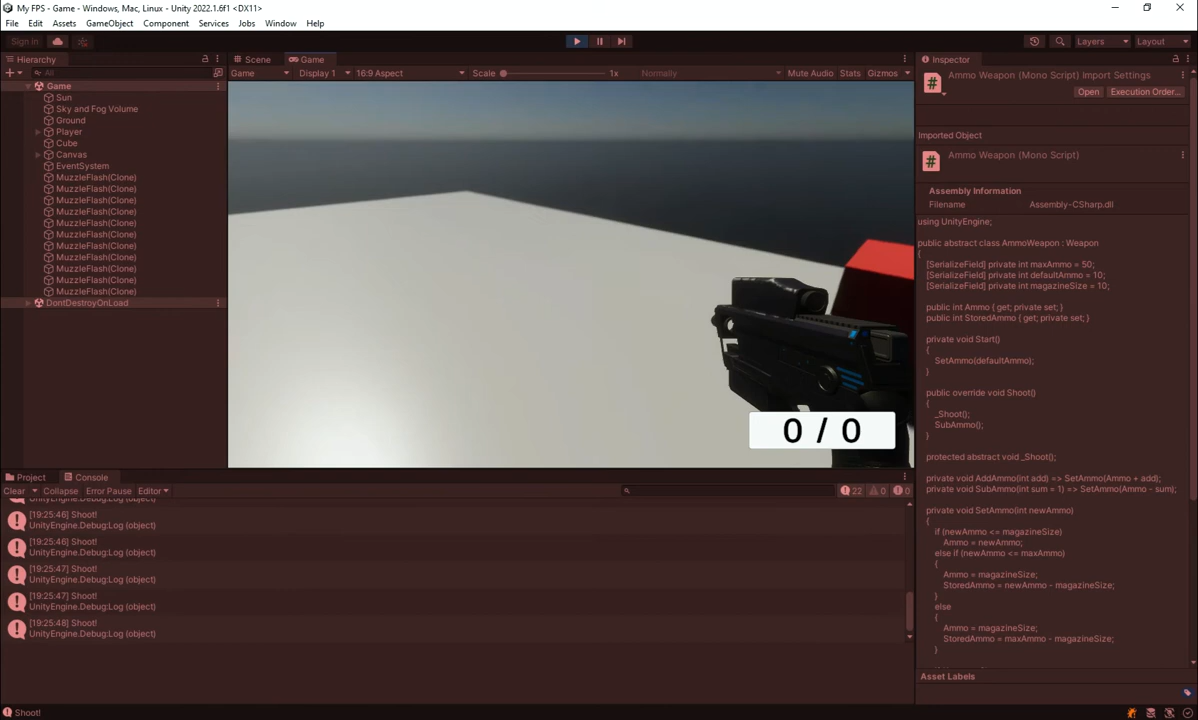 My FPS - Game - Windows, Mac, Linux - Unity 2022.1.6f1 <DX11>
File Edit Assets GameObject Component Services Jobs Window Help
Sign in
Layers
Layout
Hierarchy
All
Game
Sun
Sky and Fog Volume
Ground
Player
Cube
Canvas
EventSystem
MuzzleFlash(Clone)
MuzzleFlash(Clone)
MuzzleFlash(Clone)
MuzzleFlash(Clone)
MuzzleFlash(Clone)
MuzzleFlash(Clone)
MuzzleFlash(Clone)
MuzzleFlash(Clone)
MuzzleFlash(Clone)
MuzzleFlash(Clone)
MuzzleFlash(Clone)
DontDestroyOnLoad
Scene Game
Game Display 1 16:9 Aspect Scale 1x Normally Mute Audio Stats Gizmos
0 / 0
Project Console
Clear Collapse Error Pause Editor
22 0 0
UnityEngine.Debug:Log (object)
[19:25:46] Shoot!
UnityEngine.Debug:Log (object)
[19:25:46] Shoot!
UnityEngine.Debug:Log (object)
[19:25:47] Shoot!
UnityEngine.Debug:Log (object)
[19:25:47] Shoot!
UnityEngine.Debug:Log (object)
[19:25:48] Shoot!
UnityEngine.Debug:Log (object)
Shoot!
Inspector
Ammo Weapon (Mono Script) Import Settings
Open Execution Order...
Imported Object
Ammo Weapon (Mono Script)
Assembly Information
Filename Assembly-CSharp.dll
using UnityEngine;
public abstract class AmmoWeapon : Weapon
{
[SerializeField] private int maxAmmo = 50;
[SerializeField] private int defaultAmmo = 10;
[SerializeField] private int magazineSize = 10;
public int Ammo { get; private set; }
public int StoredAmmo { get; private set; }
private void Start()
{
SetAmmo(defaultAmmo);
}
public override void Shoot()
{
_Shoot();
SubAmmo();
}
protected abstract void _Shoot();
private void AddAmmo(int add) => SetAmmo(Ammo + add);
private void SubAmmo(int sum = 1) => SetAmmo(Ammo - sum);
private void SetAmmo(int newAmmo)
{
if (newAmmo <= magazineSize)
Ammo = newAmmo;
else if (newAmmo <= maxAmmo)
{
Ammo = magazineSize;
StoredAmmo = newAmmo - magazineSize;
}
else
{
Ammo = magazineSize;
StoredAmmo = maxAmmo - magazineSize;
}
Asset Labels